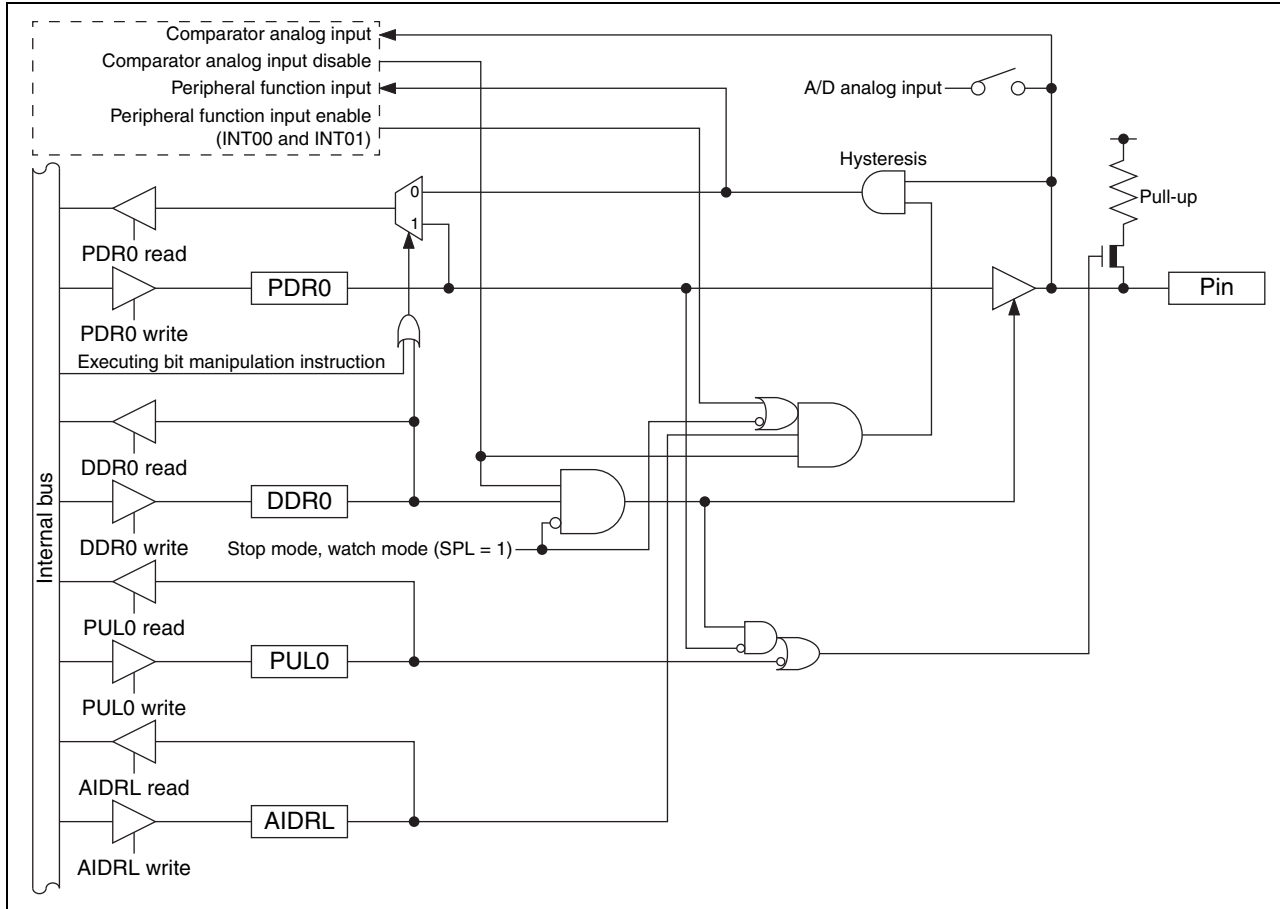 Comparator analog input
Comparator analog input disable
Peripheral function input
Peripheral function input enable
(INT00 and INT01)
A/D analog input
Hysteresis
Pull-up
0
1
PDR0 read
PDR0
Pin
PDR0 write
Executing bit manipulation instruction
DDR0 read
DDR0
DDR0 write
Stop mode, watch mode (SPL = 1)
Internal bus
PUL0 read
PUL0
PUL0 write
AIDRL read
AIDRL
AIDRL write